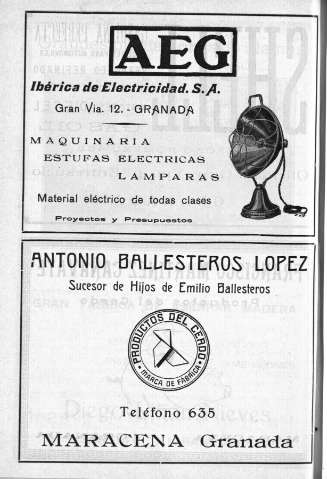 AEG
Ibérica de Electricidad. S. A.
Gran Via. 12. - GRANADA
MAQUINARIA
ESTUFAS ELECTRICAS
LAMPARAS
Material eléctrico de todas clases
Proyectos y Presupuestos
ANTONIO BALLESTEROS LOPEZ
Sucesor de Hijos de Emilio Ballesteros
PRODUCTOS DEL CERDO
MARCA DE FABRICA
Teléfono 635
MARACENA Granada